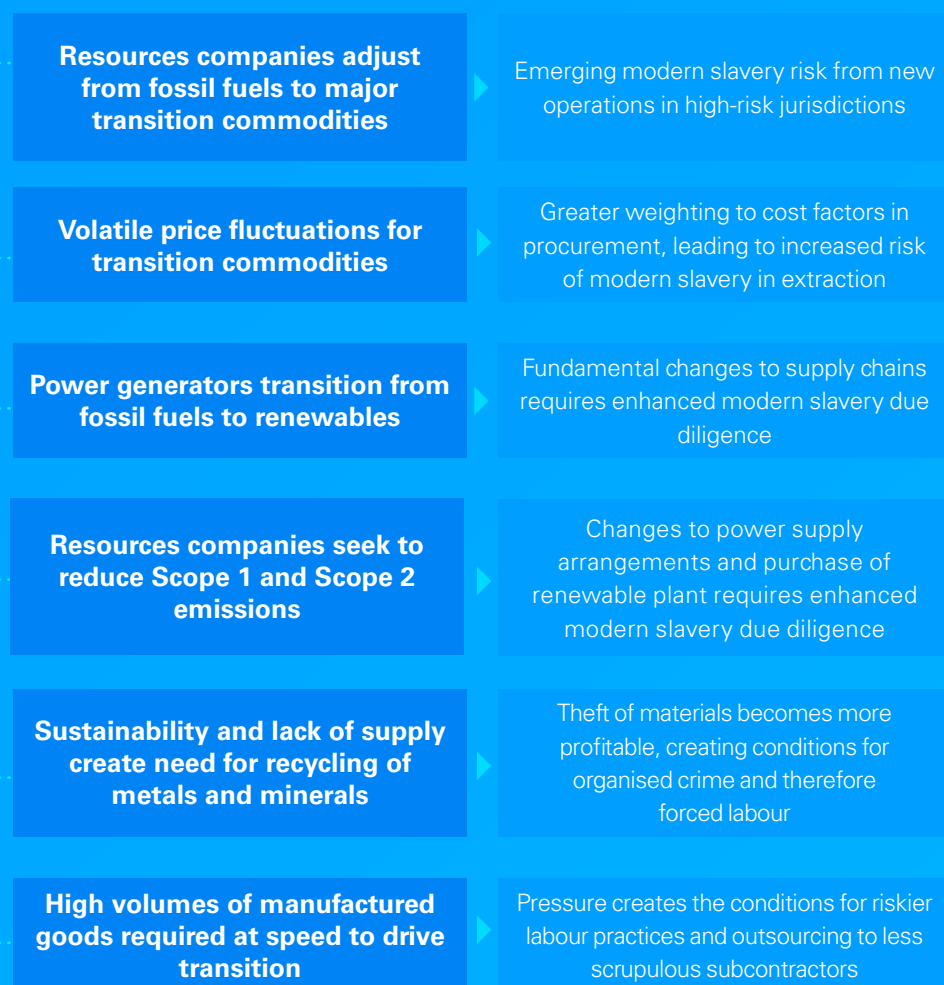 Resources companies adjust
from fossil fuels to major
transition commodities
Emerging modern slavery risk from new
operations in high-risk jurisdictions
Volatile price fluctuations for
transition commodities
Greater weighting to cost factors in
procurement, leading to increased risk
of modern slavery in extraction
Power generators transition from
fossil fuels to renewables
Fundamental changes to supply chains
requires enhanced modern slavery due
diligence
Resources companies seek to
reduce Scope 1 and Scope 2
emissions
Changes to power supply
arrangements and purchase of
renewable plant requires enhanced
modern slavery due diligence
Sustainability and lack of supply
create need for recycling of
metals and minerals
Theft of materials becomes more
profitable, creating conditions for
organised crime and therefore
forced labour
High volumes of manufactured
goods required at speed to drive
transition
Pressure creates the conditions for riskier
labour practices and outsourcing to less
scrupulous subcontractors